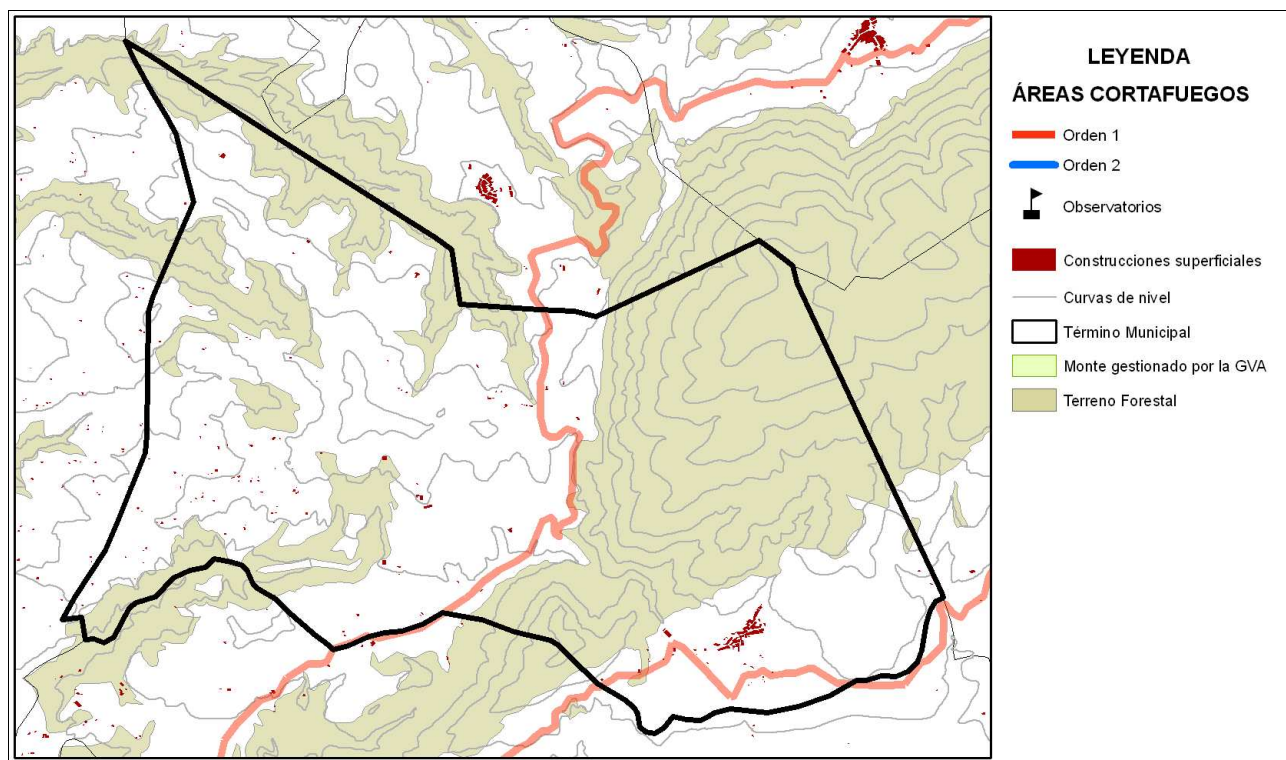 LEYENDA
ÁREAS CORTAFUEGOS
Orden 1
Orden 2
Observatorios
Construcciones superficiales
Curvas de nivel
Término Municipal
Monte gestionado por la GVA
Terreno Forestal